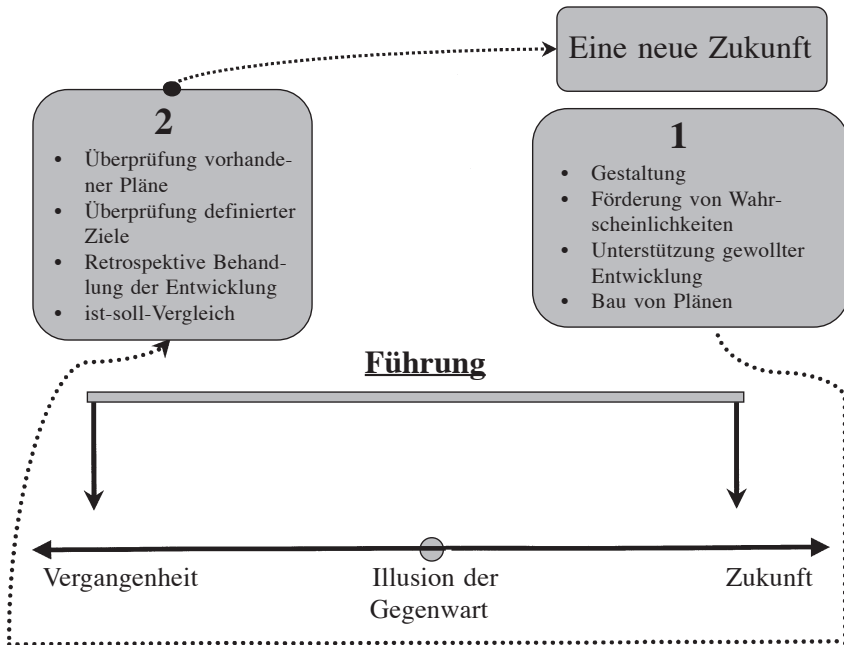 Eine neue Zukunft
2
Überprüfung vorhande-
ner Pläne
Überprüfung definierter
Ziele
Retrospektive Behand-
lung der Entwicklung
ist-soll-Vergleich
1
Gestaltung
Förderung von Wahr-
scheinlichkeiten
Unterstützung gewollter
Entwicklung
Bau von Plänen
Führung
Vergangenheit
Illusion der
Gegenwart
Zukunft